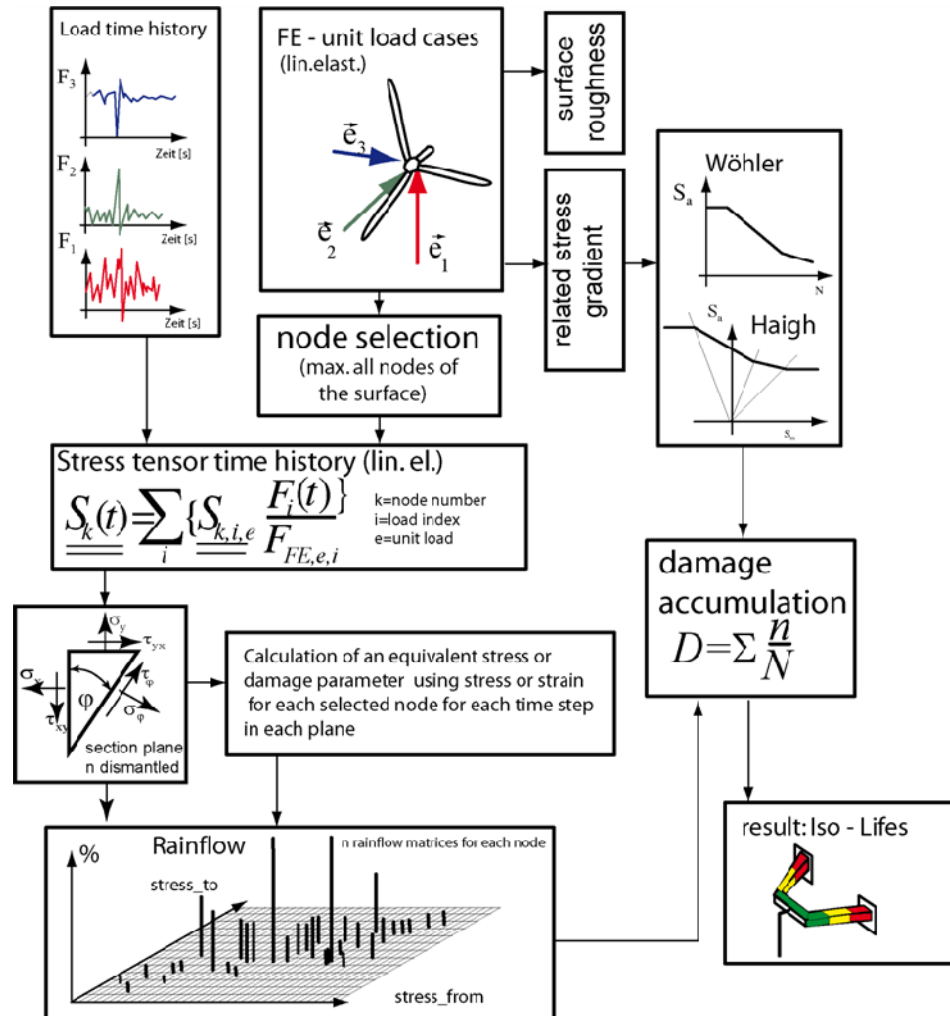 Load time history
F3
Zeit [s]
F2
Zeit [s]
F1
Zeit [s]
FE - unit load cases
(lin.elast.)
e⃗3
e⃗2
e⃗1
surface
roughness
related stress
gradient
Wöhler
Sa
N
Sa
Haigh
Sm
node selection
(max. all nodes of
the surface)
Stress tensor time history (lin. el.)
Sk(t)=∑i{Sk,i,e Fi(t)/FFE,e,i}
k=node number
i=load index
e=unit load
σy
τyx
σx
τxy
φ
τφ
σφ
section plane
n dismantled
Calculation of an equivalent stress or
damage parameter using stress or strain
for each selected node for each time step
in each plane
damage
accumulation
D=Σ n/N
%
Rainflow
n rainflow matrices for each node
stress_to
stress_from
result: Iso - Lifes